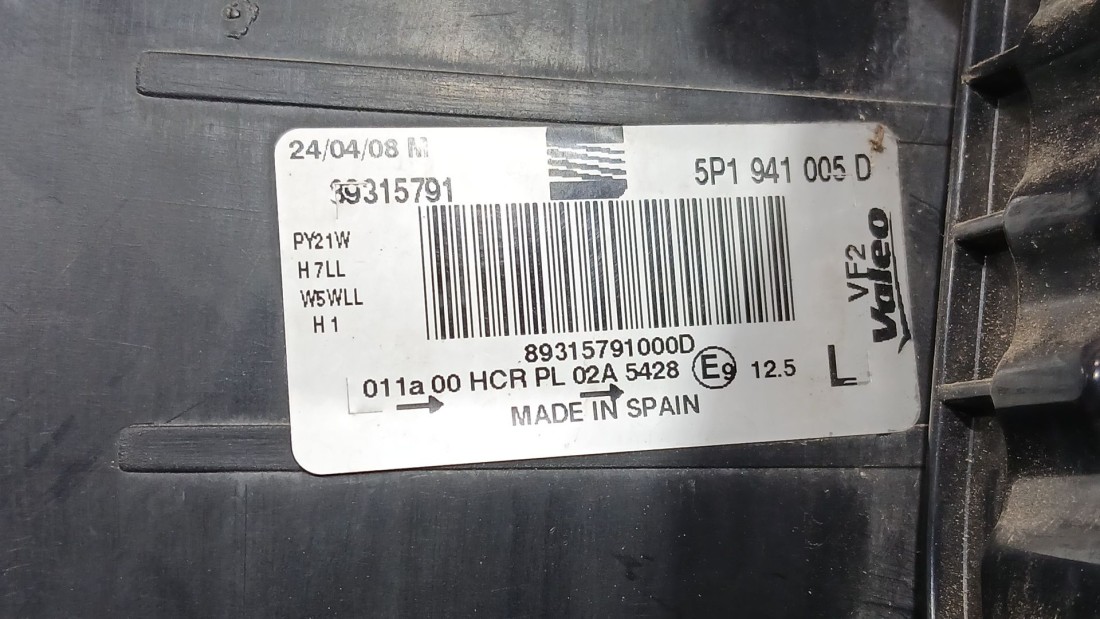 24/04/08 M
89315791
5P1 941 005 D
PY21W
H7LL
W5WLL
H1
VF2
Valeo
89315791000D
011a 00 HCR PL 02A 5428 E9 12.5 L
MADE IN SPAIN